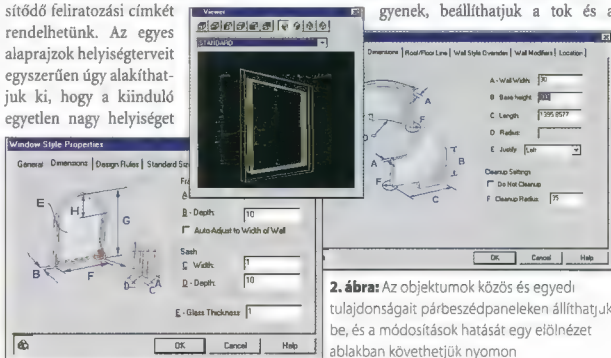 sítődő feliratozási címkét
rendelhetünk. Az egyes
alaprajzok helyiségterveit
egyszerűen úgy alakíthat-
juk ki, hogy a kiinduló
egyetlen nagy helyiséget
gyenek, beállíthatjuk a tok és a
Viewer
STANDARD
Dimensions
Roof/Floor Line
Wall Style Overrides
Wall Modifiers
Location
A - Wall Width:
30
B Base height:
C Length:
1395.8577
D Radius:
E Justify
Left
Cleanup Settings
Do Not Cleanup
F Cleanup Radius:
35
A
F
D
A
B
F
C
OK
Cancel
Help
Window Style Properties
General
Dimensions
Design Rules
Standard
E
H
G
B
F
D
C
A
B - Depth:
10
Auto-Adjust to Width of Wall
Sash
C Width:
1
D - Depth:
10
E - Glass Thickness
1
OK
Cancel
Help
2. ábra: Az objektumok közös és egyedi
tulajdonságait párbeszédpaneleken állíthatjuk
be, és a módosítások hatását egy előlnézet
ablakban követhetjük nyomon